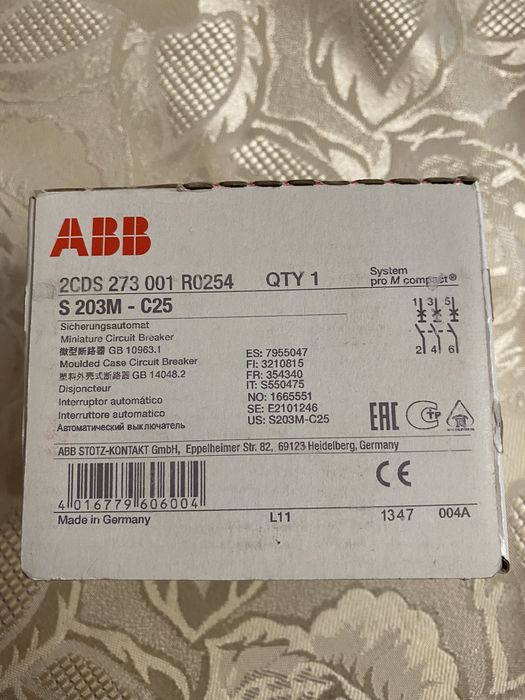 ABB
2CDS 273 001 R0254 QTY 1
System
pro M compact®
S 203M - C25
1 3 5
2 4 6
Sicherungsautomat
Miniature Circuit Breaker
微型断路器 GB 10963.1
Moulded Case Circuit Breaker
塑料外壳式断路器 GB 14048.2
Disjoncteur
Interruptor automático
Interruttore automatico
Автоматический выключатель
ES: 7955047
FI: 3210815
FR: 354340
IT: S550475
NO: 1665551
SE: E2101246
US: S203M-C25
EAC
ABB STOTZ-KONTAKT GmbH, Eppelheimer Str. 82, 69123 Heidelberg, Germany
4 016779 606004
CE
Made in Germany L11 1347 004A